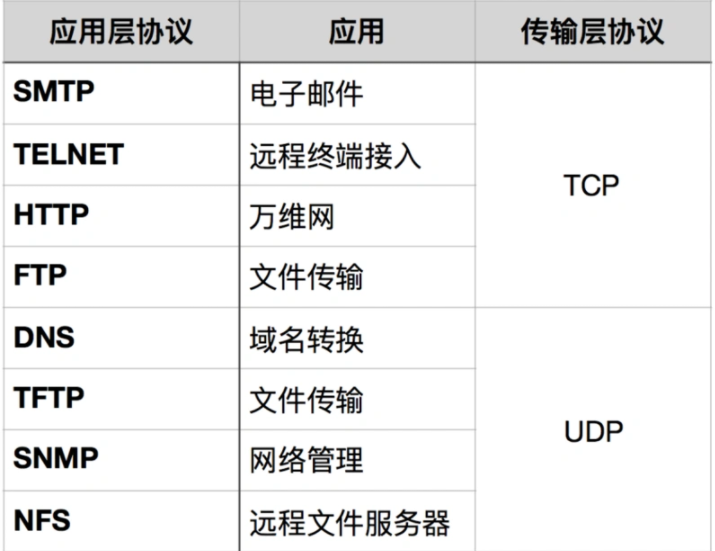 应用层协议 应用 传输层协议
SMTP 电子邮件
TELNET 远程终端接入
TCP
HTTP 万维网
FTP 文件传输
DNS 域名转换
TFTP 文件传输
UDP
SNMP 网络管理
NFS 远程文件服务器